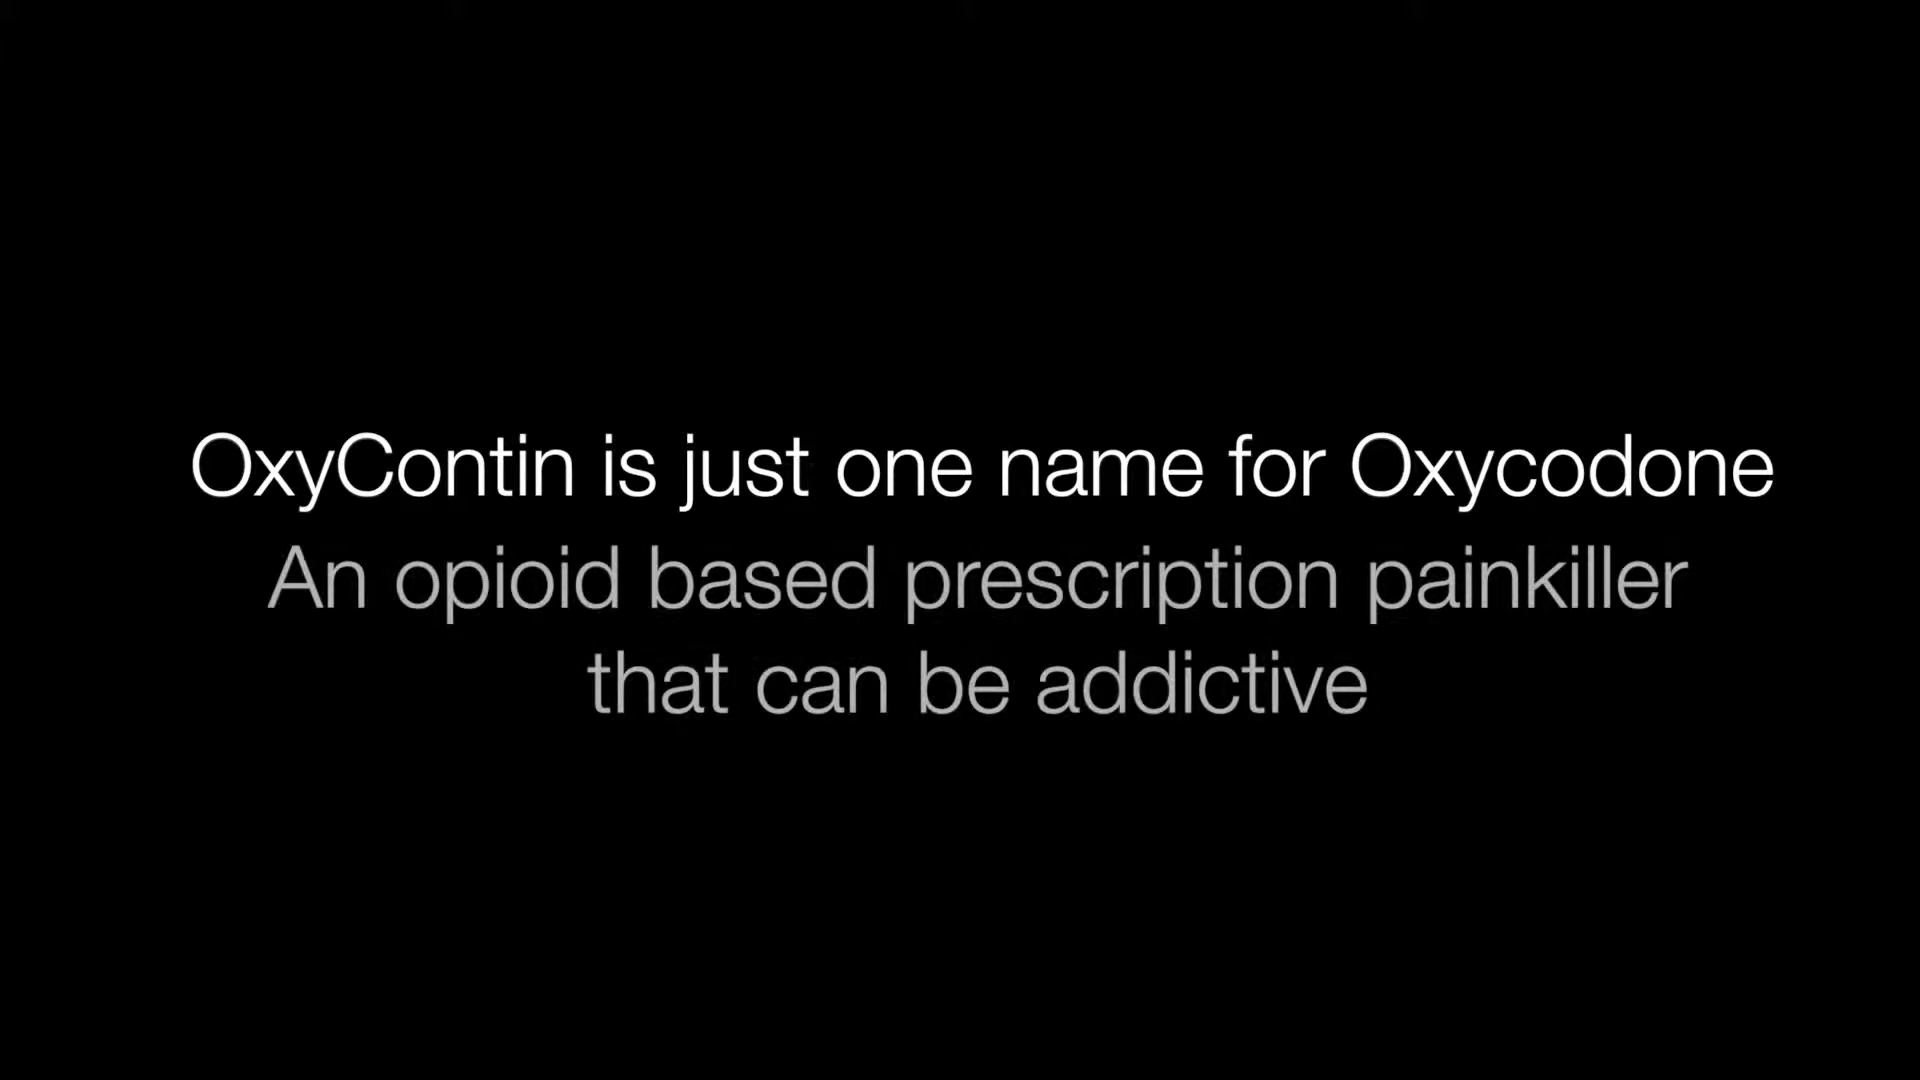 OxyContin is just one name for Oxycodone
An opioid based prescription painkiller
that can be addictive